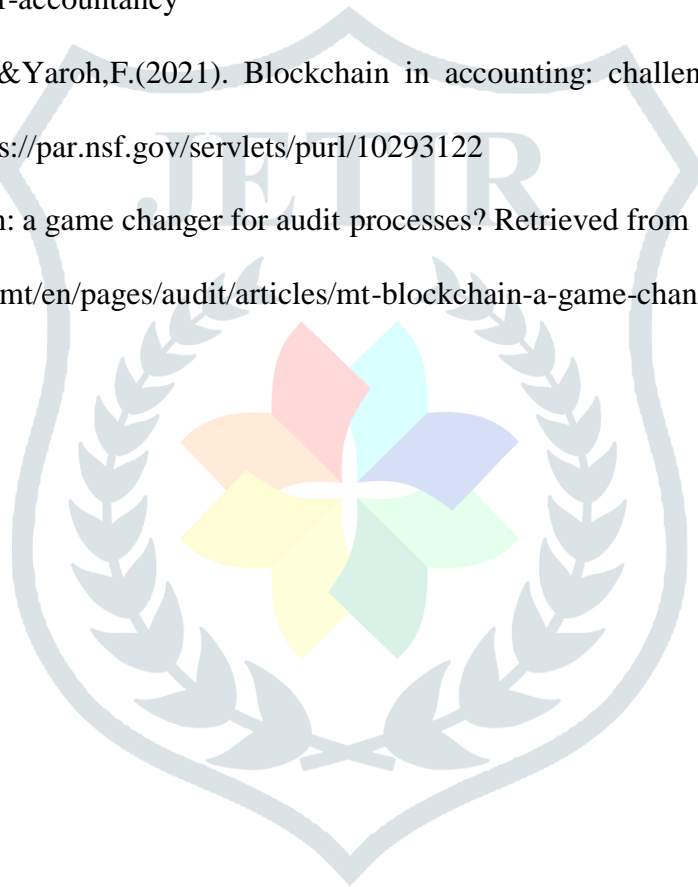 r-accountancy
&Yaroh,F.(2021). Blockchain in accounting: challen
s://par.nsf.gov/servlets/purl/10293122
JETIR
n: a game changer for audit processes? Retrieved from
mt/en/pages/audit/articles/mt-blockchain-a-game-chan